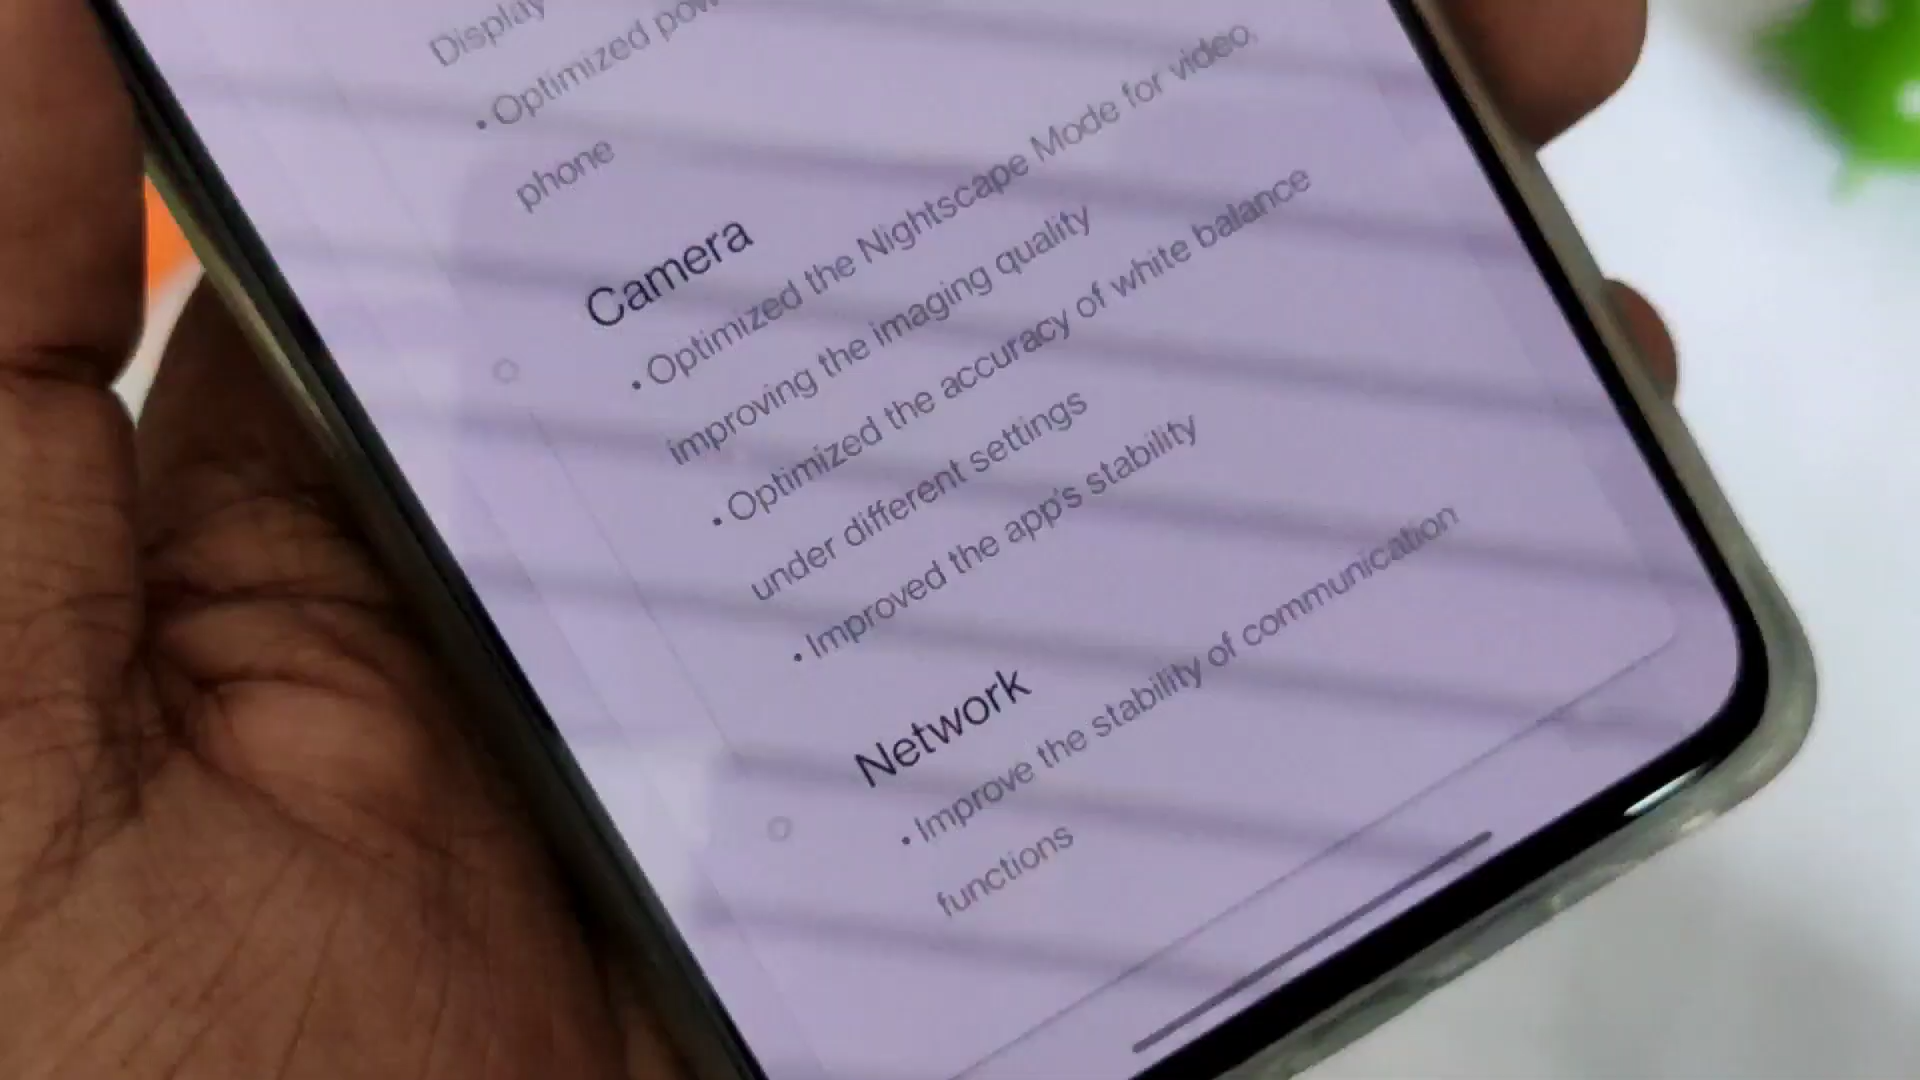 Display
• Optimized
phone
Camera
• Optimized the Nightscape Mode for video,
improving the imaging quality
• Optimized the accuracy of white balance
under different settings
• Improved the app's stability
Network
• Improve the stability of communication
functions